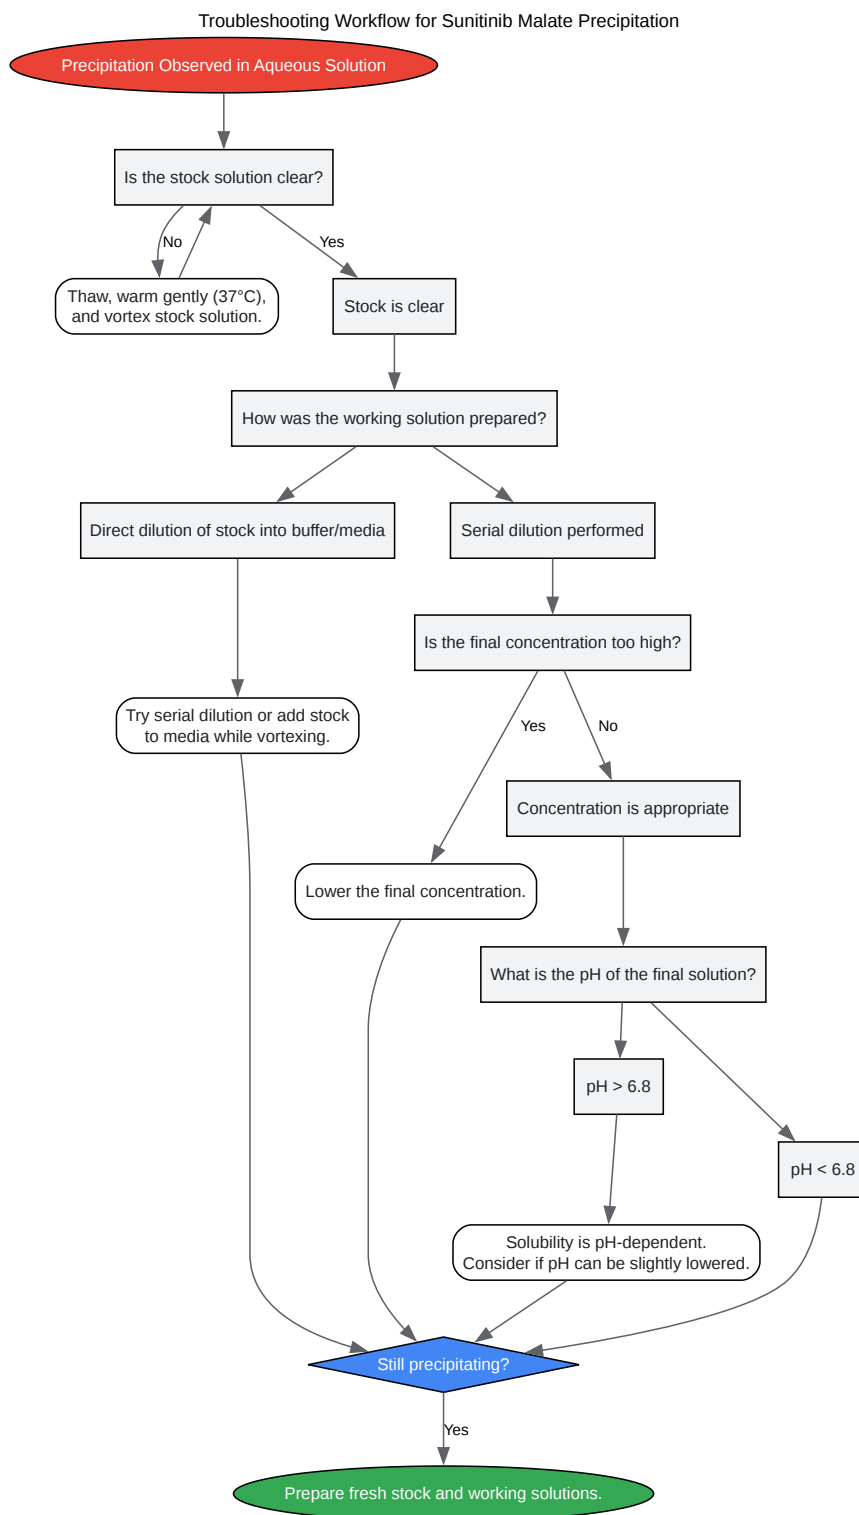 Troubleshooting Workflow for Sunitinib Malate Precipitation
Precipitation Observed in Aqueous Solution
Is the stock solution clear?
No
Yes
Thaw, warm gently (37°C),
and vortex stock solution.
Stock is clear
How was the working solution prepared?
Direct dilution of stock into buffer/media
Serial dilution performed
Is the final concentration too high?
Try serial dilution or add stock
to media while vortexing.
Yes
No
Concentration is appropriate
Lower the final concentration.
What is the pH of the final solution?
pH > 6.8
pH < 6.8
Solubility is pH-dependent.
Consider if pH can be slightly lowered.
Still precipitating?
Yes
Prepare fresh stock and working solutions.